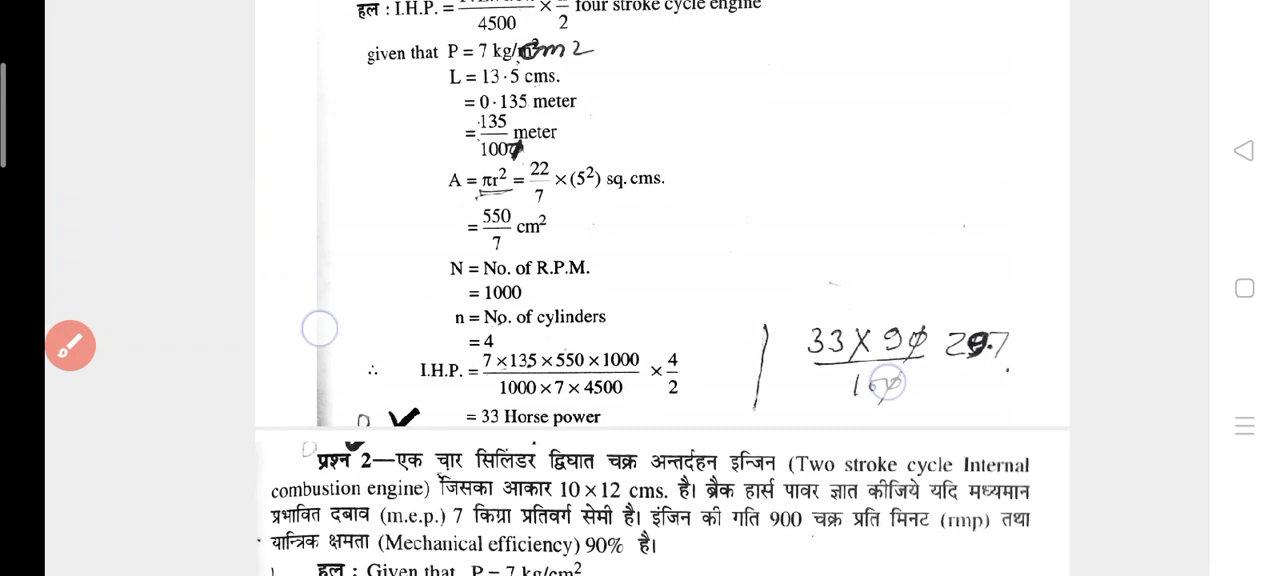 हल : I.H.P. = 4500 × 2 four stroke cycle engine
given that P = 7 kg/cm2
L = 13·5 cms.
= 0·135 meter
= 135/1000 meter
A = πr² = 22/7 × (5²) sq. cms.
= 550/7 cm²
N = No. of R.P.M.
= 1000
n = No. of cylinders
= 4
∴ I.H.P. = 7 × 135 × 550 × 1000 / 1000 × 7 × 4500 × 4/2
= 33 Horse power
33 X 90 / 100 29.7
प्रश्न 2—एक चार सिलिंडर द्विघात चक्र अन्तर्दहन इन्जिन (Two stroke cycle Internal
combustion engine) जिसका आकार 10 × 12 cms. है। ब्रैक हार्स पावर ज्ञात कीजिये यदि मध्यमान
प्रभावित दबाव (m.e.p.) 7 किग्रा प्रतिवर्ग सेमी है। इंजिन की गति 900 चक्र प्रति मिनट (rmp) तथा
यान्त्रिक क्षमता (Mechanical efficiency) 90% है।
हल : Given that P = 7 kg/cm²